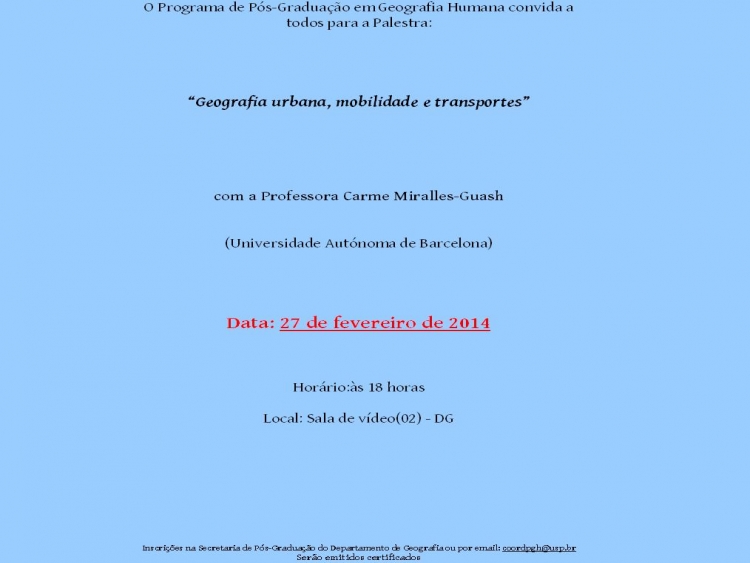 O Programa de Pós-Graduação em Geografia Humana convida a
todos para a Palestra:
“Geografia urbana, mobilidade e transportes”
com a Professora Carme Miralles-Guash
(Universidade Autónoma de Barcelona)
Data: 27 de fevereiro de 2014
Horário:às 18 horas
Local: Sala de vídeo(02) - DG
Inscrições na Secretaria de Pós-Graduação do Departamento de Geografia ou por email: coordpgh@usp.br
Serão emitidos certificados